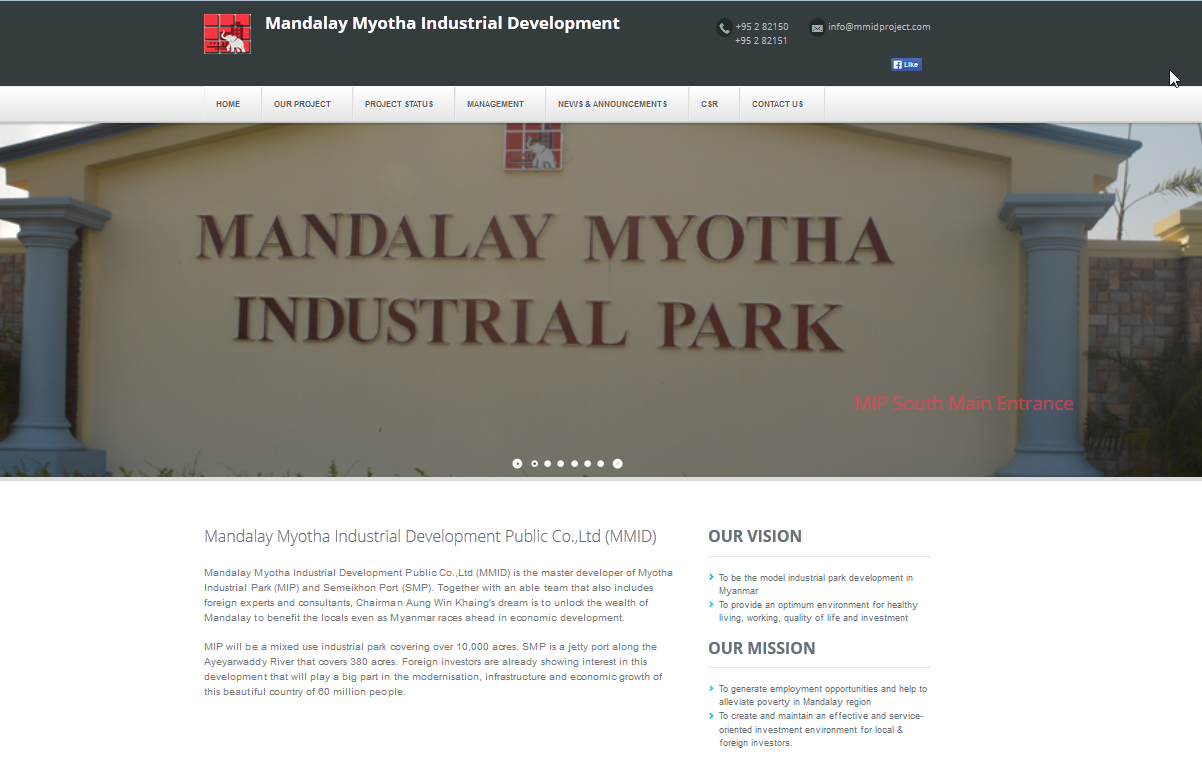 Mandalay Myotha Industrial Development
+95 2 82150
+95 2 82151
info@mmidproject.com
Like
HOME
OUR PROJECT
PROJECT STATUS
MANAGEMENT
NEWS & ANNOUNCEMENTS
CSR
CONTACT US
MANDALAY MYOTHA
INDUSTRIAL PARK
MIP South Main Entrance
Mandalay Myotha Industrial Development Public Co.,Ltd (MMID)
Mandalay Myotha Industrial Development Public Co.,Ltd (MMID) is the master developer of Myotha
Industrial Park (MIP) and Semeikhon Port (SMP). Together with an able team that also includes
foreign experts and consultants, Chairman Aung Win Khaing's dream is to unlock the wealth of
Mandalay to benefit the locals even as Myanmar races ahead in economic development.
MIP will be a mixed use industrial park covering over 10,000 acres. SMP is a jetty port along the
Ayeyarwaddy River that covers 380 acres. Foreign investors are already showing interest in this
development that will play a big part in the modernisation, infrastructure and economic growth of
this beautiful country of 60 million people.
OUR VISION
To be the model industrial park development in
Myanmar
To provide an optimum environment for healthy
living, working, quality of life and investment
OUR MISSION
To generate employment opportunities and help to
alleviate poverty in Mandalay region
To create and maintain an effective and service-
oriented investment environment for local &
foreign investors.